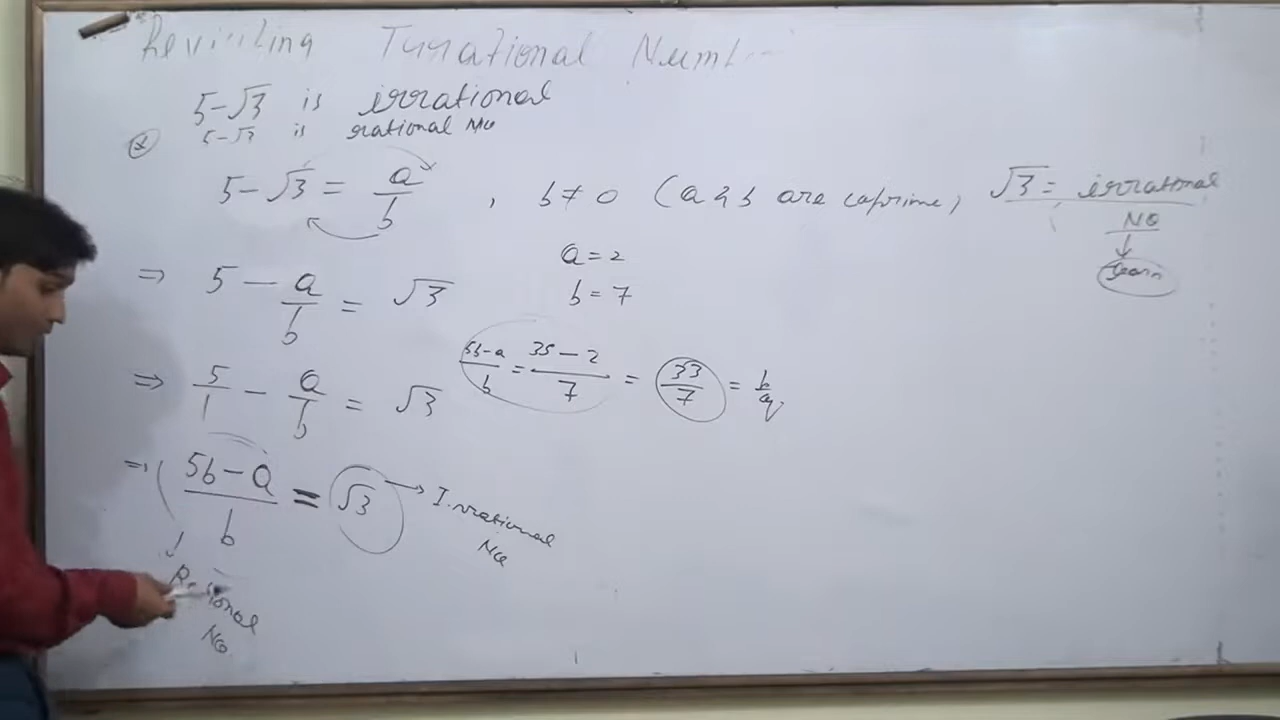 Revisiting Irrational Numb
5-√3 is irrational
5-√3 is rational No
5-√3 = a/b , b≠0 (a & b are coprime) √3 = irrational
No
↓
a=2
b=7
⇒ 5 - a/b = √3
5b-a/b = 35-2/7 = 33/7 =
⇒ 5/1 - a/b = √3
⇒ 5b-a/b = √3 → Irrational
No
Rational
No